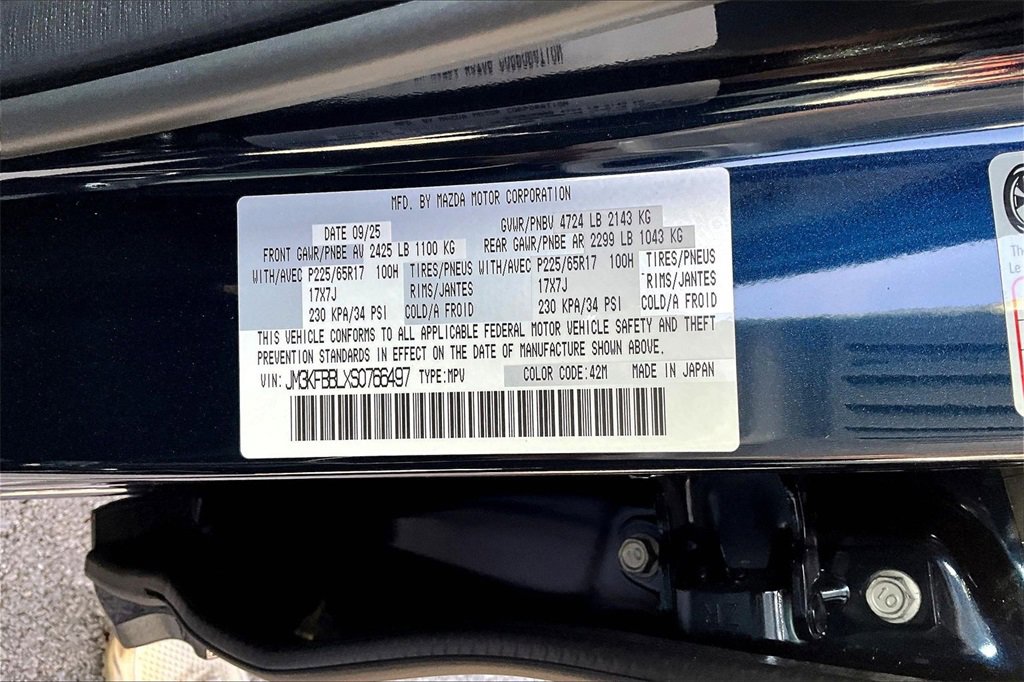 MFD. BY MAZDA MOTOR CORPORATION
DATE 09/25 GVWR/PNBV 4724 LB 2143 KG
FRONT GAWR/PNBE AV 2425 LB 1100 KG REAR GAWR/PNBE AR 2299 LB 1043 KG
WITH/AVEC P225/65R17 100H TIRES/PNEUS WITH/AVEC P225/65R17 100H TIRES/PNEUS
17X7J RIMS/JANTES 17X7J RIMS/JANTES
230 KPA/34 PSI COLD/A FROID 230 KPA/34 PSI COLD/A FROID
THIS VEHICLE CONFORMS TO ALL APPLICABLE FEDERAL MOTOR VEHICLE SAFETY AND THEFT
PREVENTION STANDARDS IN EFFECT ON THE DATE OF MANUFACTURE SHOWN ABOVE.
VIN: JM3KFBBLXS0766497 TYPE:MPV COLOR CODE:42M MADE IN JAPAN
Le
10
10